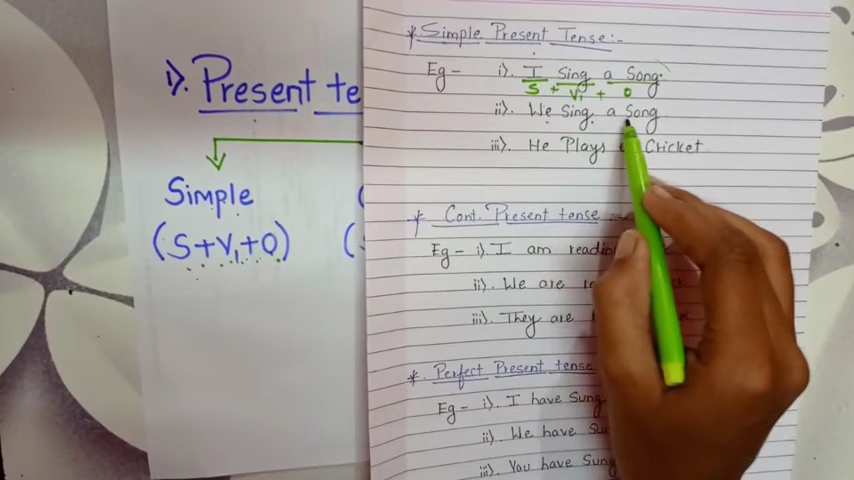 i). Present te
Simple
(S+V1+O)
* Simple Present Tense:-
Eg - i). I Sing a Song.
S + V1 + O
ii). We Sing a Song
iii). He Plays Cricket.
* Cont. Present tense
Eg - i). I am readin
ii). We are
iii). They are
*. Perfect Present tense
Eg - i). I have Sung
ii). We have Su
iii). You have Sung